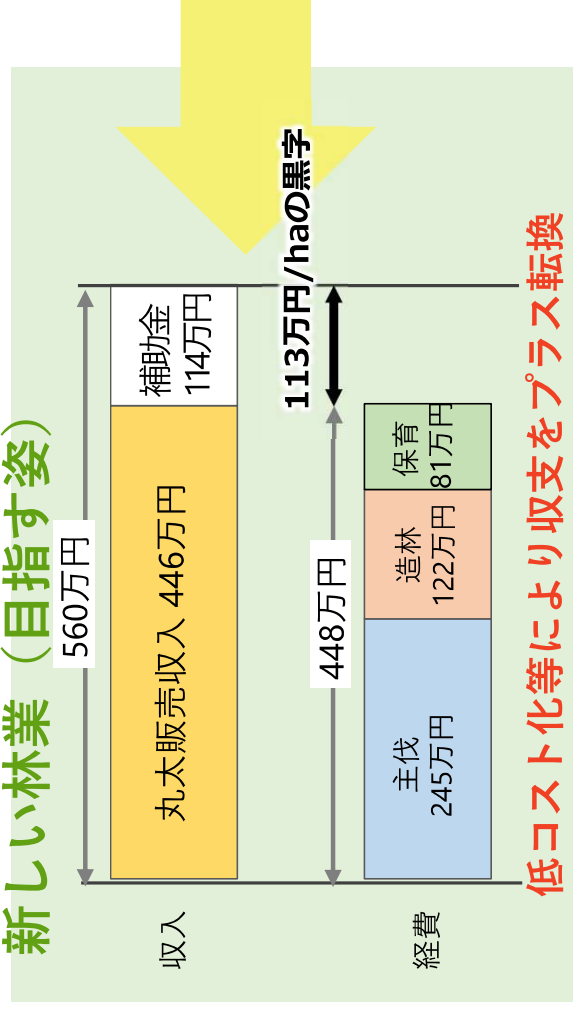 新しい林業（目指す姿）
560万円
収入
丸太販売収入 446万円
補助金
114万円
113万円/haの黒字
448万円
経費
主伐
245万円
造林
122万円
保育
81万円
低コスト化等により収支をプラス転換